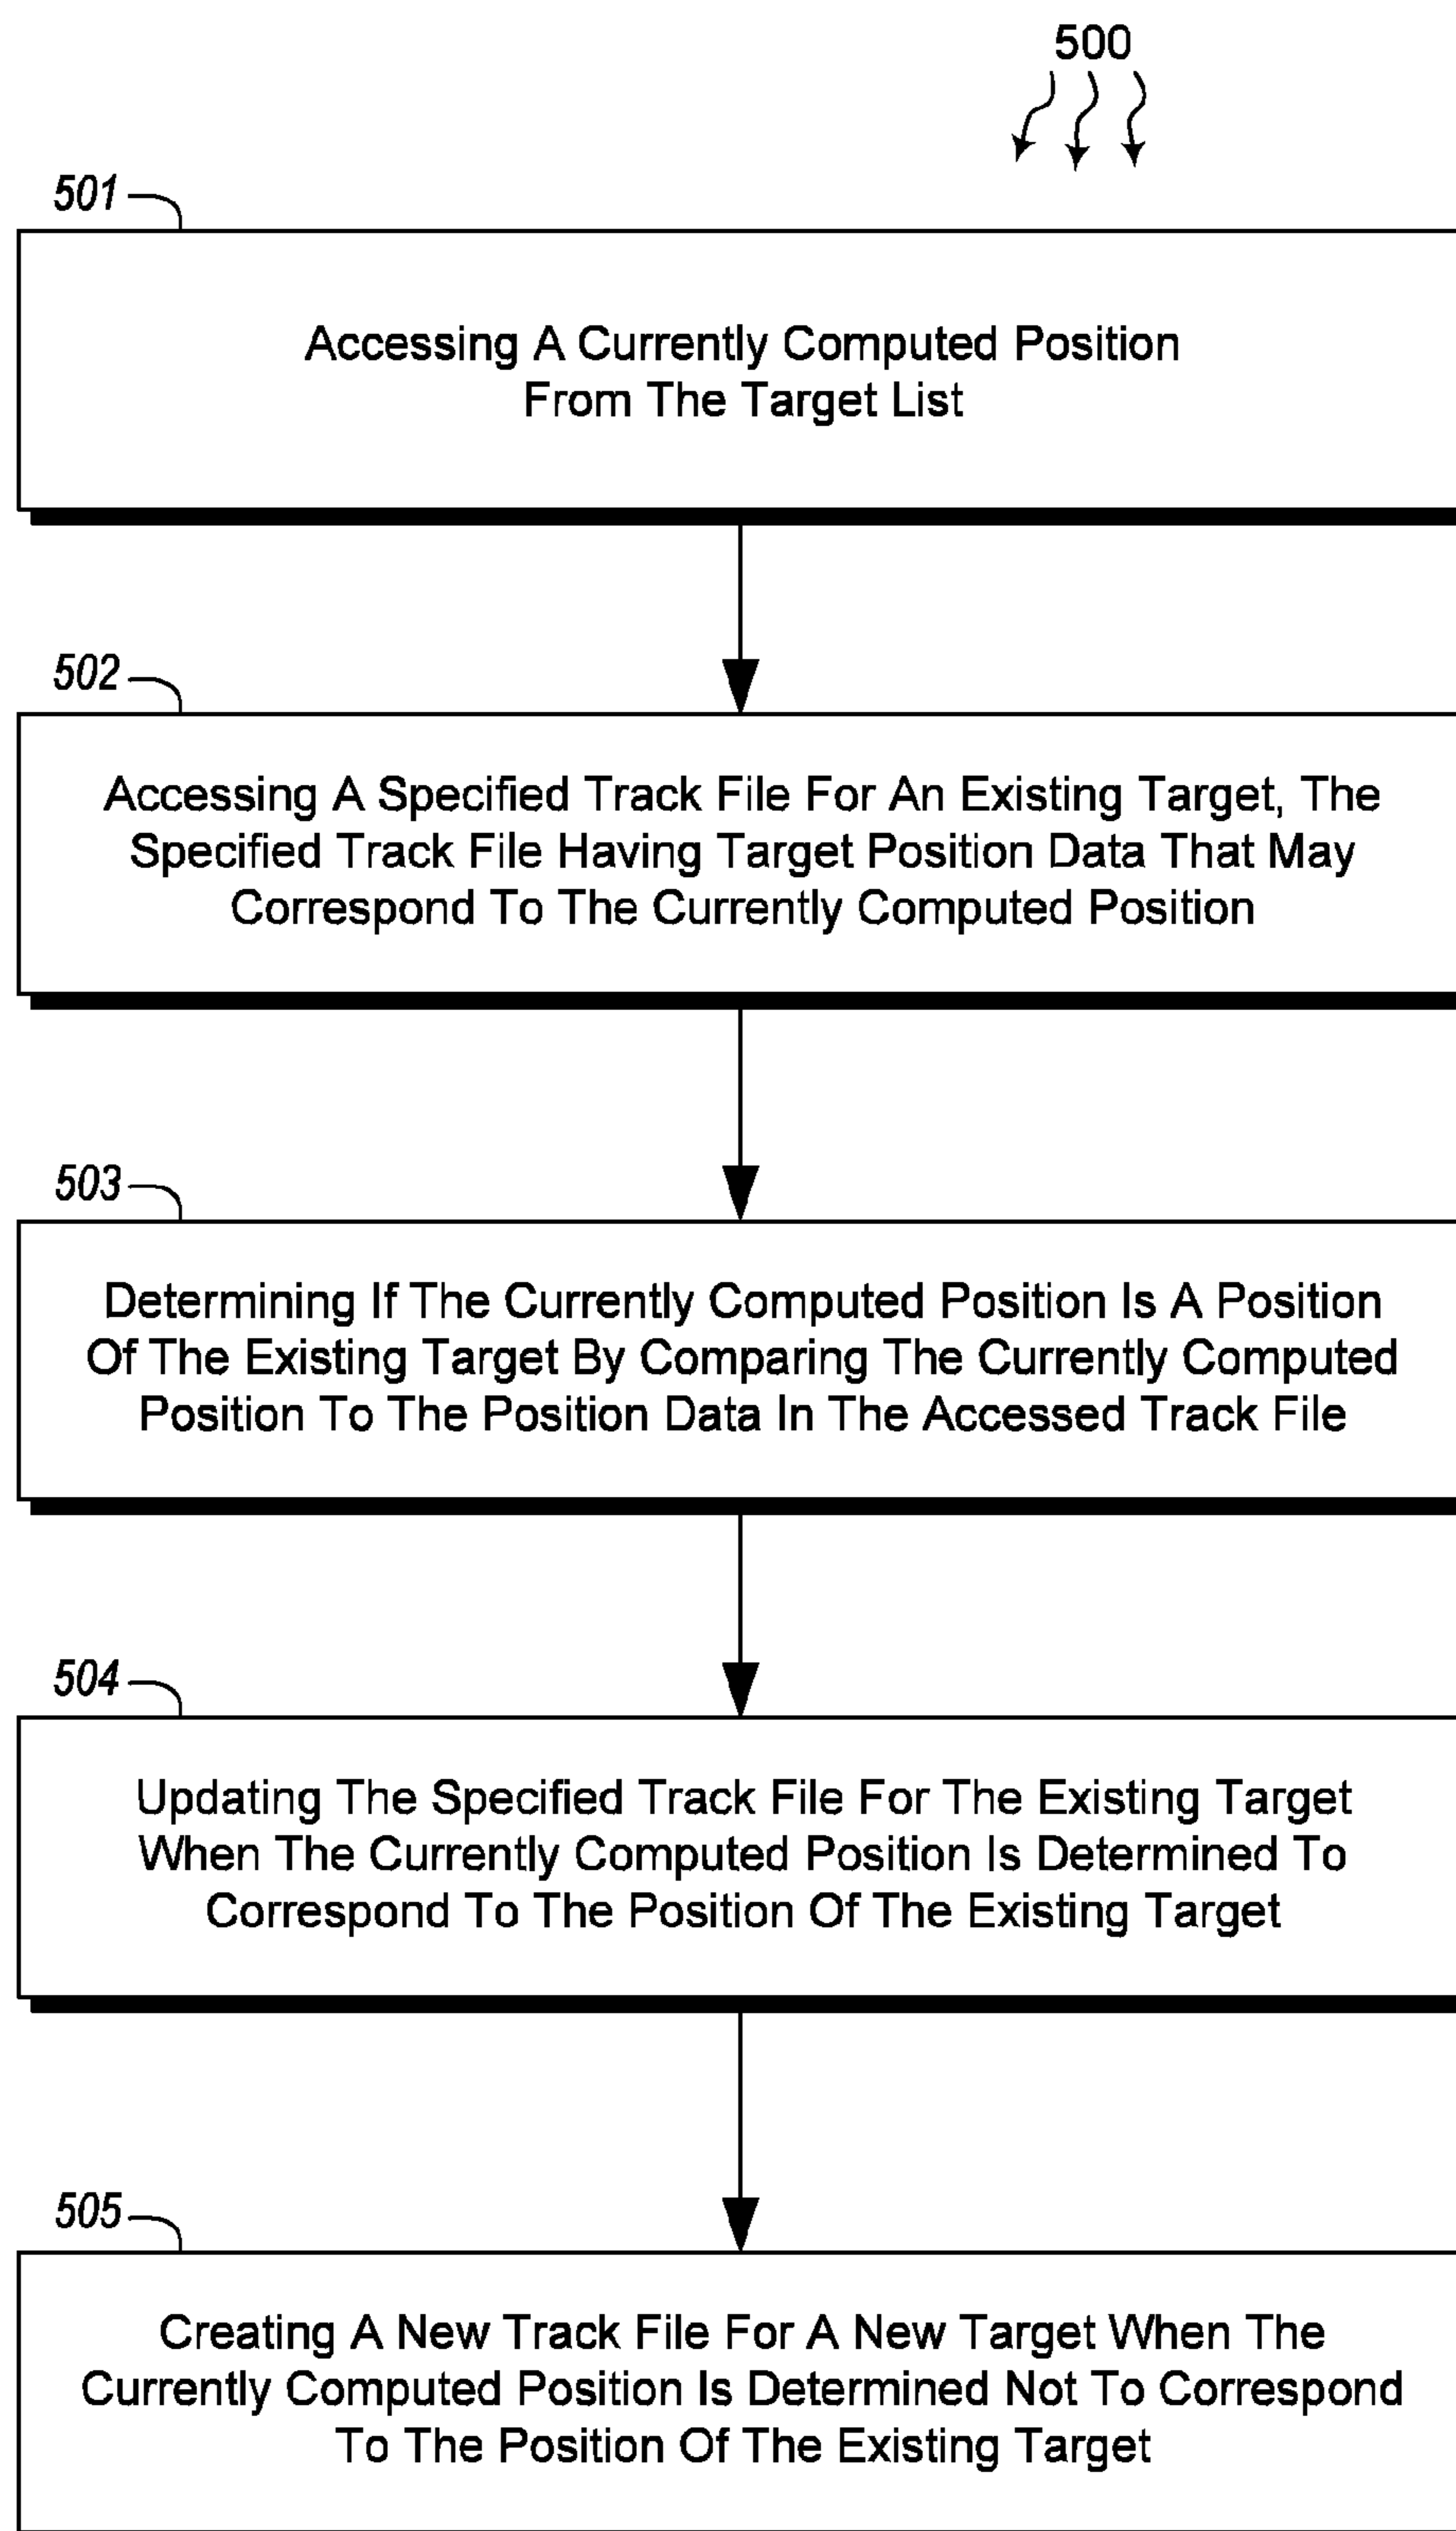 500
501
Accessing A Currently Computed Position
From The Target List
502
Accessing A Specified Track File For An Existing Target, The
Specified Track File Having Target Position Data That May
Correspond To The Currently Computed Position
503
Determining If The Currently Computed Position Is A Position
Of The Existing Target By Comparing The Currently Computed
Position To The Position Data In The Accessed Track File
504
Updating The Specified Track File For The Existing Target
When The Currently Computed Position Is Determined To
Correspond To The Position Of The Existing Target
505
Creating A New Track File For A New Target When The
Currently Computed Position Is Determined Not To Correspond
To The Position Of The Existing Target